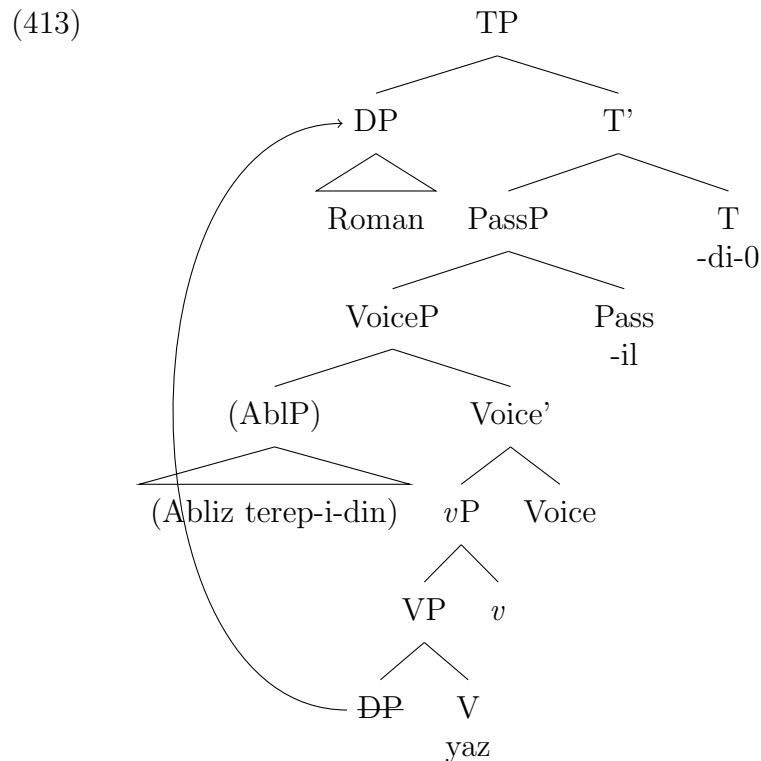 (413) TP
DP T'
Roman PassP T
-di-0
VoiceP Pass
-il
(AblP) Voice'
(Abliz terep-i-din) vP Voice
VP v
DP V
yaz